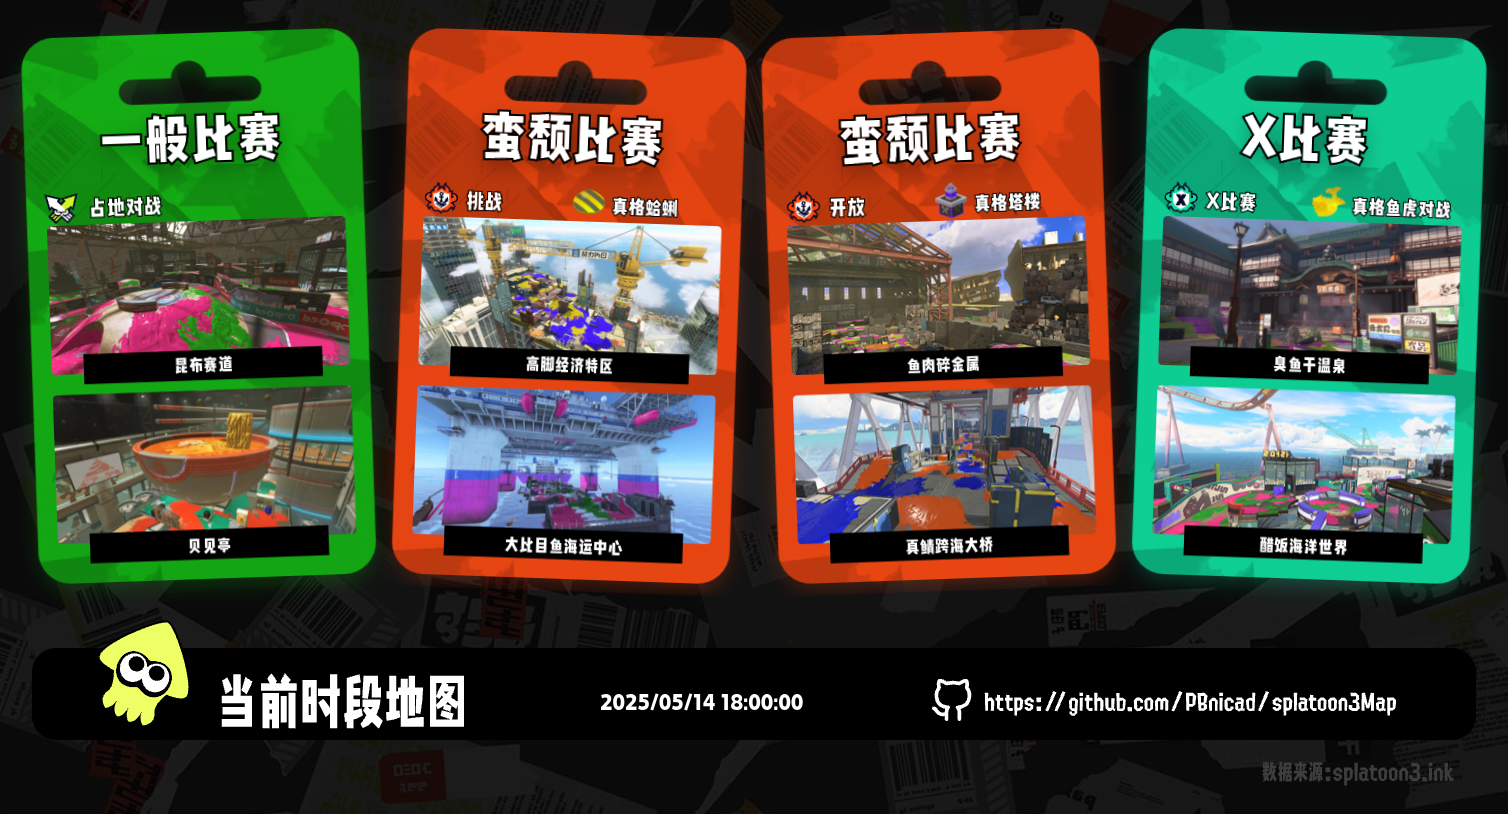 一般比赛
占地对战
昆布赛道
贝见亭
蛮颓比赛
挑战
真格蛤蜊
高脚经济特区
大比目鱼海运中心
蛮颓比赛
开放
真格塔楼
鱼肉碎金属
真鲭跨海大桥
X比赛
X比赛
真格鱼虎对战
臭鱼干温泉
醋饭海洋世界
当前时段地图
2025/05/14 18:00:00
https://github.com/PBnicad/splatoon3Map
数据来源:splatoon3.ink